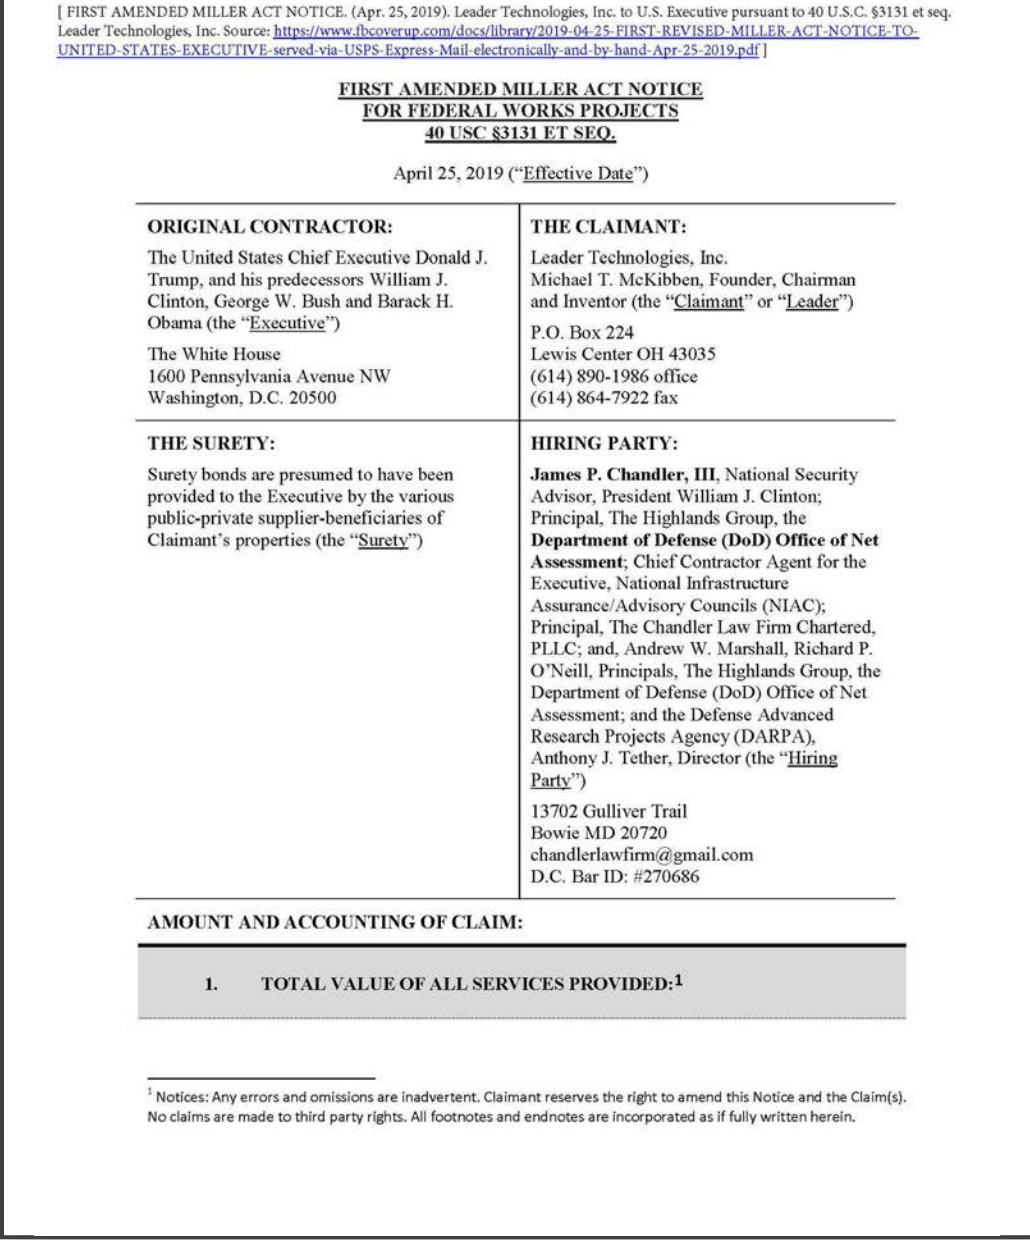 [ FIRST AMENDED MILLER ACT NOTICE. (Apr. 25, 2019). Leader Technologies, Inc. to U.S. Executive pursuant to 40 U.S.C. §3131 et seq.
Leader Technologies, Inc. Source: https://www.fbcoverup.com/docs/library/2019-04-25-FIRST-REVISED-MILLER-ACT-NOTICE-TO-
UNITED-STATES-EXECUTIVE-served-via-USPS-Express-Mail-electronically-and-by-hand-Apr-25-2019.pdf ]
FIRST AMENDED MILLER ACT NOTICE
FOR FEDERAL WORKS PROJECTS
40 USC §3131 ET SEQ.
April 25, 2019 (“Effective Date”)
ORIGINAL CONTRACTOR:
The United States Chief Executive Donald J.
Trump, and his predecessors William J.
Clinton, George W. Bush and Barack H.
Obama (the “Executive”)
The White House
1600 Pennsylvania Avenue NW
Washington, D.C. 20500
THE CLAIMANT:
Leader Technologies, Inc.
Michael T. McKibben, Founder, Chairman
and Inventor (the “Claimant” or “Leader”)
P.O. Box 224
Lewis Center OH 43035
(614) 890-1986 office
(614) 864-7922 fax
THE SURETY:
Surety bonds are presumed to have been
provided to the Executive by the various
public-private supplier-beneficiaries of
Claimant’s properties (the “Surety”)
HIRING PARTY:
James P. Chandler, III, National Security
Advisor, President William J. Clinton;
Principal, The Highlands Group, the
Department of Defense (DoD) Office of Net
Assessment; Chief Contractor Agent for the
Executive, National Infrastructure
Assurance/Advisory Councils (NIAC);
Principal, The Chandler Law Firm Chartered,
PLLC; and, Andrew W. Marshall, Richard P.
O’Neill, Principals, The Highlands Group, the
Department of Defense (DoD) Office of Net
Assessment; and the Defense Advanced
Research Projects Agency (DARPA),
Anthony J. Tether, Director (the “Hiring
Party”)
13702 Gulliver Trail
Bowie MD 20720
chandlerlawfirm@gmail.com
D.C. Bar ID: #270686
AMOUNT AND ACCOUNTING OF CLAIM:
1. TOTAL VALUE OF ALL SERVICES PROVIDED:1
1 Notices: Any errors and omissions are inadvertent. Claimant reserves the right to amend this Notice and the Claim(s).
No claims are made to third party rights. All footnotes and endnotes are incorporated as if fully written herein.